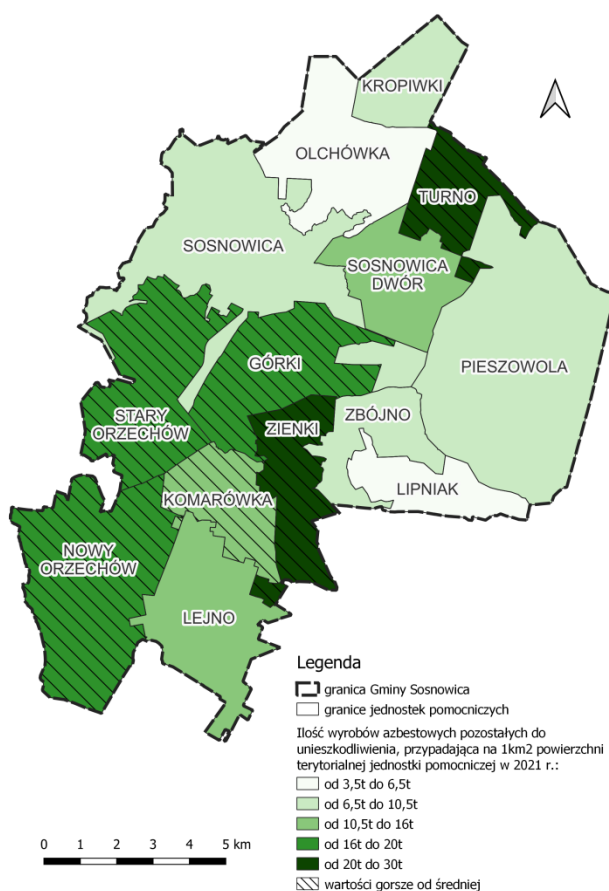 KROPIWKI
OLCHÓWKA
TURNO
SOSNOWICA
SOSNOWICA
DWÓR
PIESZOWOLA
GÓRKI
ZBÓJNO
STARY
ORZECHÓW
ZIENKI
LIPNIAK
KOMARÓWKA
NOWY
ORZECHÓW
LEJNO
Legenda
granica Gminy Sosnowica
granice jednostek pomocniczych
Ilość wyrobów azbestowych pozostałych do
unieszkodliwienia, przypadająca na 1km2 powierzchni
terytorialnej jednostki pomocniczej w 2021 r.:
od 3,5t do 6,5t
od 6,5t do 10,5t
od 10,5t do 16t
od 16t do 20t
od 20t do 30t
wartości gorsze od średniej
0 1 2 3 4 5 km